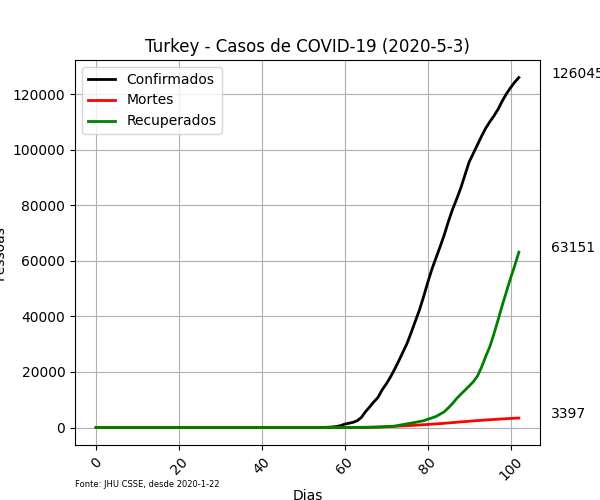 Turkey - Casos de COVID-19 (2020-5-3)
Confirmados
Mortes
Recuperados
126045
63151
3397
120000
100000
80000
60000
40000
20000
0
0
20
40
60
80
100
Fonte: JHU CSSE, desde 2020-1-22
Dias